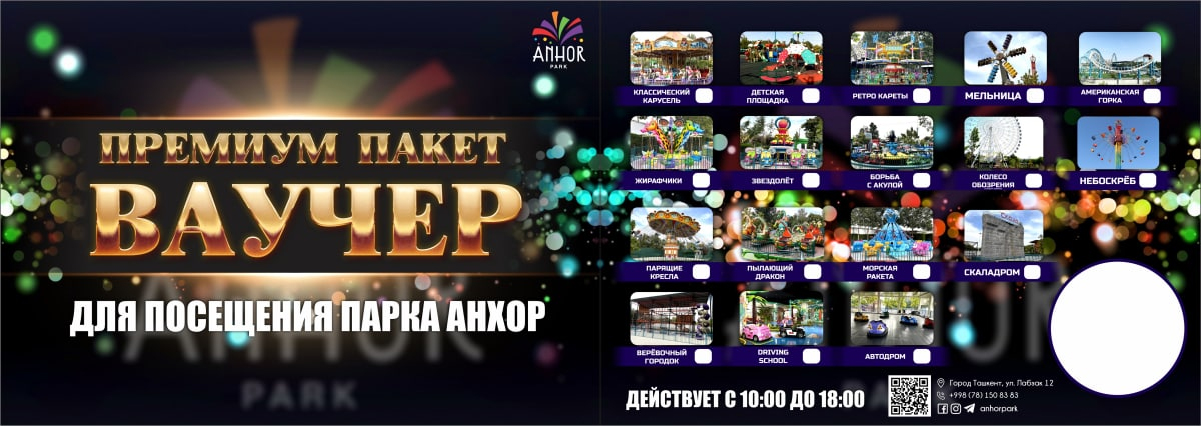 ПРЕМИУМ ПАКЕТ
ВАУЧЕР
ДЛЯ ПОСЕЩЕНИЯ ПАРКА АНХОР
ANHOR
PARK
ANHOR
PARK
КЛАССИЧЕСКИЙ
КАРУСЕЛЬ
ДЕТСКАЯ
ПЛОЩАДКА
РЕТРО КАРЕТЫ
МЕЛЬНИЦА
АМЕРИКАНСКАЯ
ГОРКА
ЖИРАФЧИКИ
ЗВЕЗДОЛЁТ
БОРЬБА
С АКУЛОЙ
КОЛЕСО
ОБОЗРЕНИЯ
НЕБОСКРЁБ
ПАРЯЩИЕ
КРЕСЛА
ПЫЛАЮЩИЙ
ДРАКОН
МОРСКАЯ
РАКЕТА
СКАЛАДРОМ
ВЕРЁВОЧНЫЙ
ГОРОДОК
DRIVING
SCHOOL
АВТОДРОМ
ДЕЙСТВУЕТ С 10:00 ДО 18:00
Город Ташкент, ул. Лабзак 12
+998 (78) 150 83 83
anhorpark